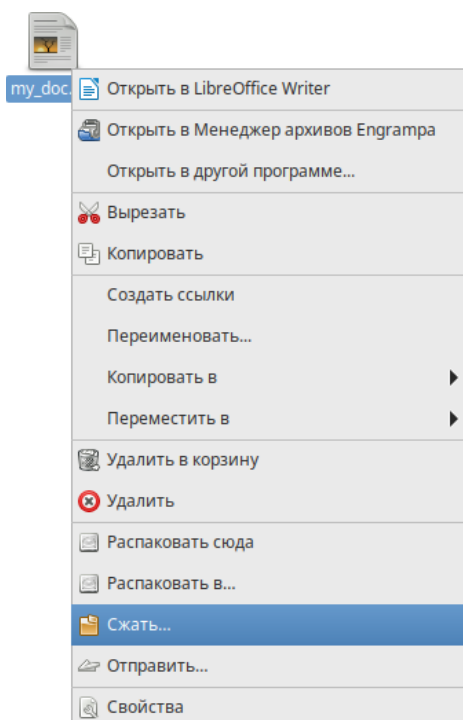 my_doc.
Открыть в LibreOffice Writer
Открыть в Менеджер архивов Engrampa
Открыть в другой программе...
Вырезать
Копировать
Создать ссылки
Переименовать...
Копировать в
Переместить в
Удалить в корзину
Удалить
Распаковать сюда
Распаковать в...
Сжать...
Отправить...
Свойства